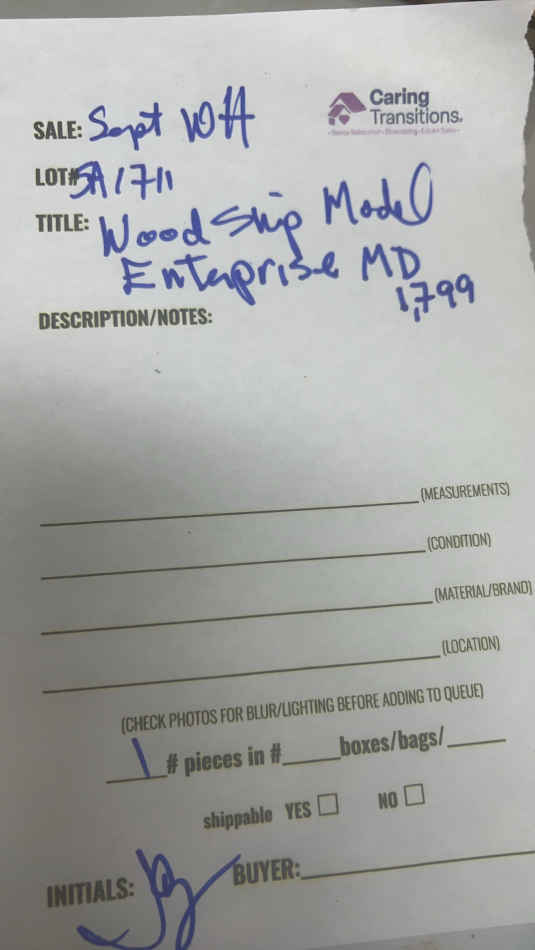 Caring
Transitions®
SALE: Sept 10 A
LOT# SA1711
TITLE: Wood Ship Model
Enterprise MD
1,799
DESCRIPTION/NOTES:
(MEASUREMENTS)
(CONDITION)
(MATERIAL/BRAND)
(LOCATION)
(CHECK PHOTOS FOR BLUR/LIGHTING BEFORE ADDING TO QUEUE)
1 # pieces in # boxes/bags/
shippable YES NO
INITIALS: BUYER: